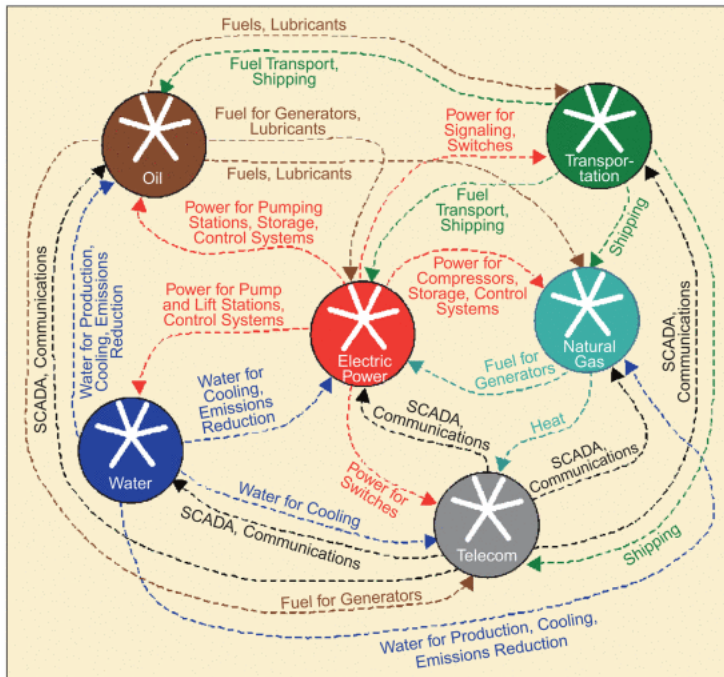 Fuels, Lubricants
Fuel Transport,
Shipping
Fuel for Generators,
Lubricants
Power for
Signaling,
Switches
Transpor-
tation
Oil
Fuels, Lubricants
Power for Pumping
Stations, Storage,
Control Systems
Fuel
Transport,
Shipping
Shipping
SCADA, Communications
Water for Production,
Cooling, Emissions
Reduction
Power for Pump
and Lift Stations,
Control Systems
Power for
Compressors,
Storage, Control
Systems
SCADA,
Communications
Electric
Power
Natural
Gas
Fuel for
Generators
Water for
Cooling,
Emissions
Reduction
SCADA,
Communications
Heat
SCADA,
Communications
Water
Power for
Switches
Water for Cooling
SCADA, Communications
Telecom
Shipping
Fuel for Generators
Water for Production, Cooling,
Emissions Reduction